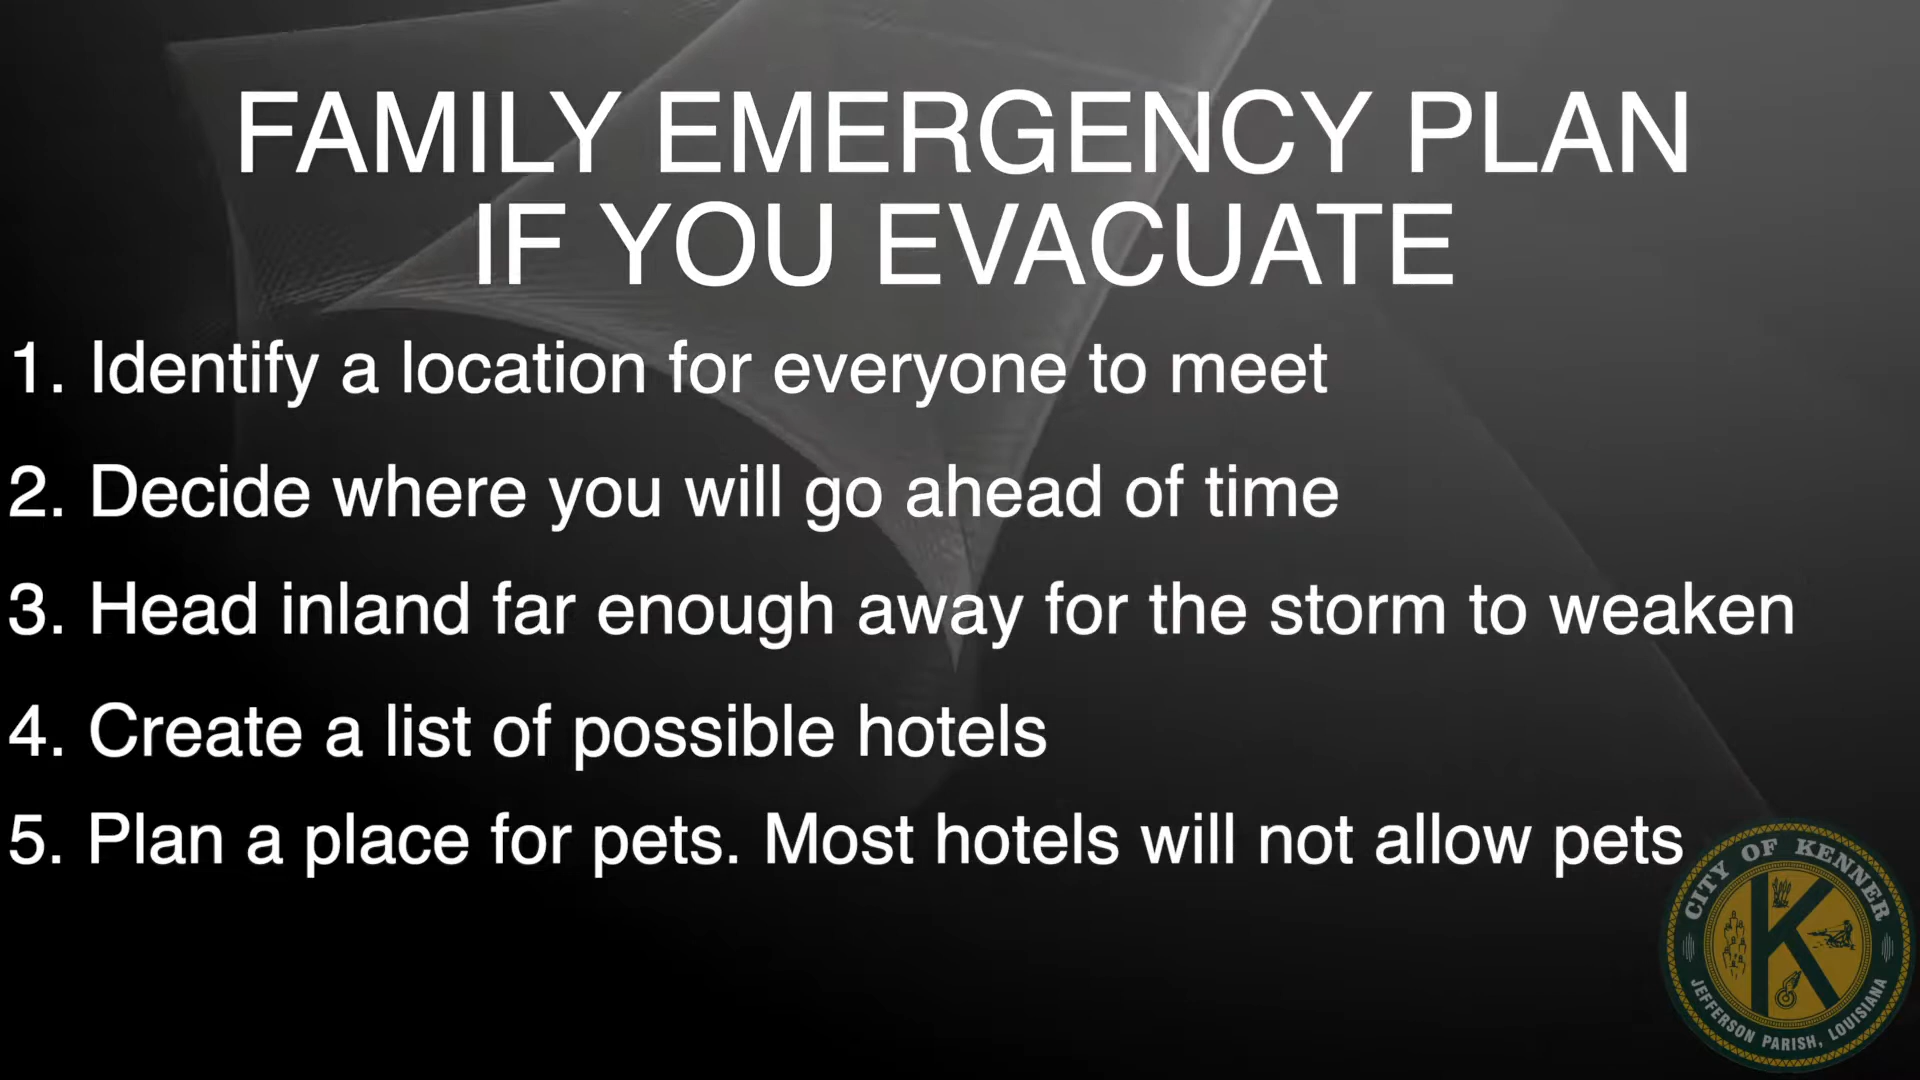 FAMILY EMERGENCY PLAN
IF YOU EVACUATE
1. Identify a location for everyone to meet
2. Decide where you will go ahead of time
3. Head inland far enough away for the storm to weaken
4. Create a list of possible hotels
5. Plan a place for pets. Most hotels will not allow pets
CITY OF KENNER
K
JEFFERSON PARISH, LOUISIANA